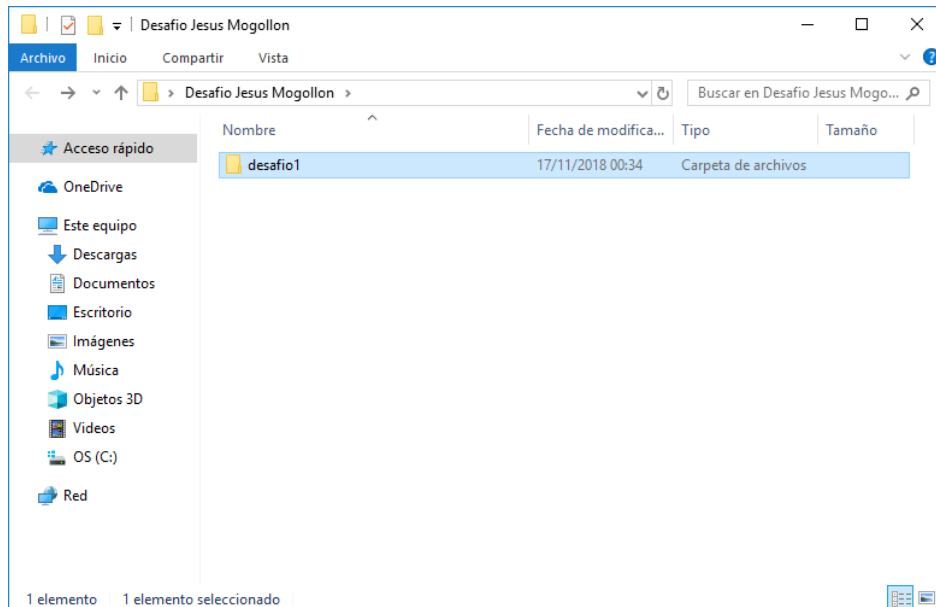 Desafio Jesus Mogollon
Archivo Inicio Compartir Vista
Desafio Jesus Mogollon
Buscar en Desafio Jesus Mogo...
Nombre Fecha de modifica... Tipo Tamaño
Acceso rápido
desafio1 17/11/2018 00:34 Carpeta de archivos
OneDrive
Este equipo
Descargas
Documentos
Escritorio
Imágenes
Música
Objetos 3D
Videos
OS (C:)
Red
1 elemento 1 elemento seleccionado